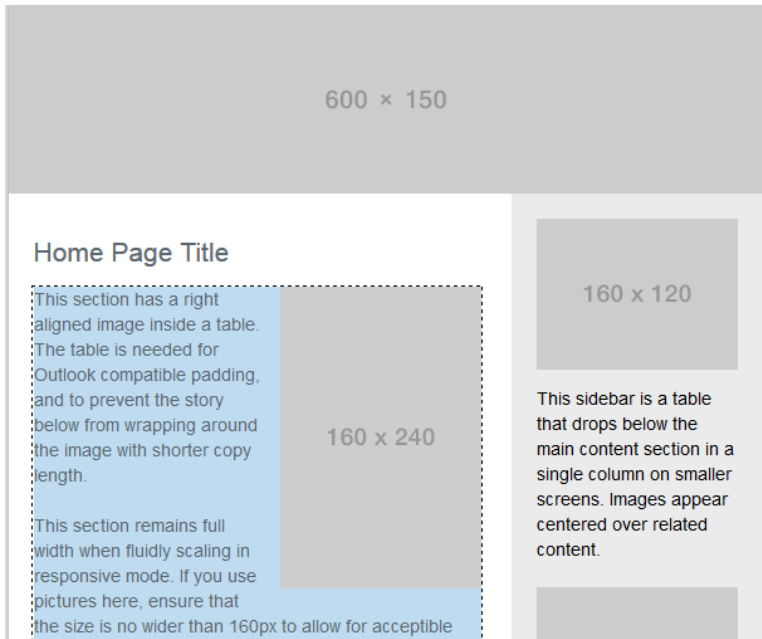 600 × 150
Home Page Title
This section has a right
aligned image inside a table.
The table is needed for
Outlook compatible padding,
and to prevent the story
below from wrapping around
the image with shorter copy
length.
This section remains full
width when fluidly scaling in
responsive mode. If you use
pictures here, ensure that
the size is no wider than 160px to allow for acceptible
160 x 240
160 x 120
This sidebar is a table
that drops below the
main content section in a
single column on smaller
screens. Images appear
centered over related
content.